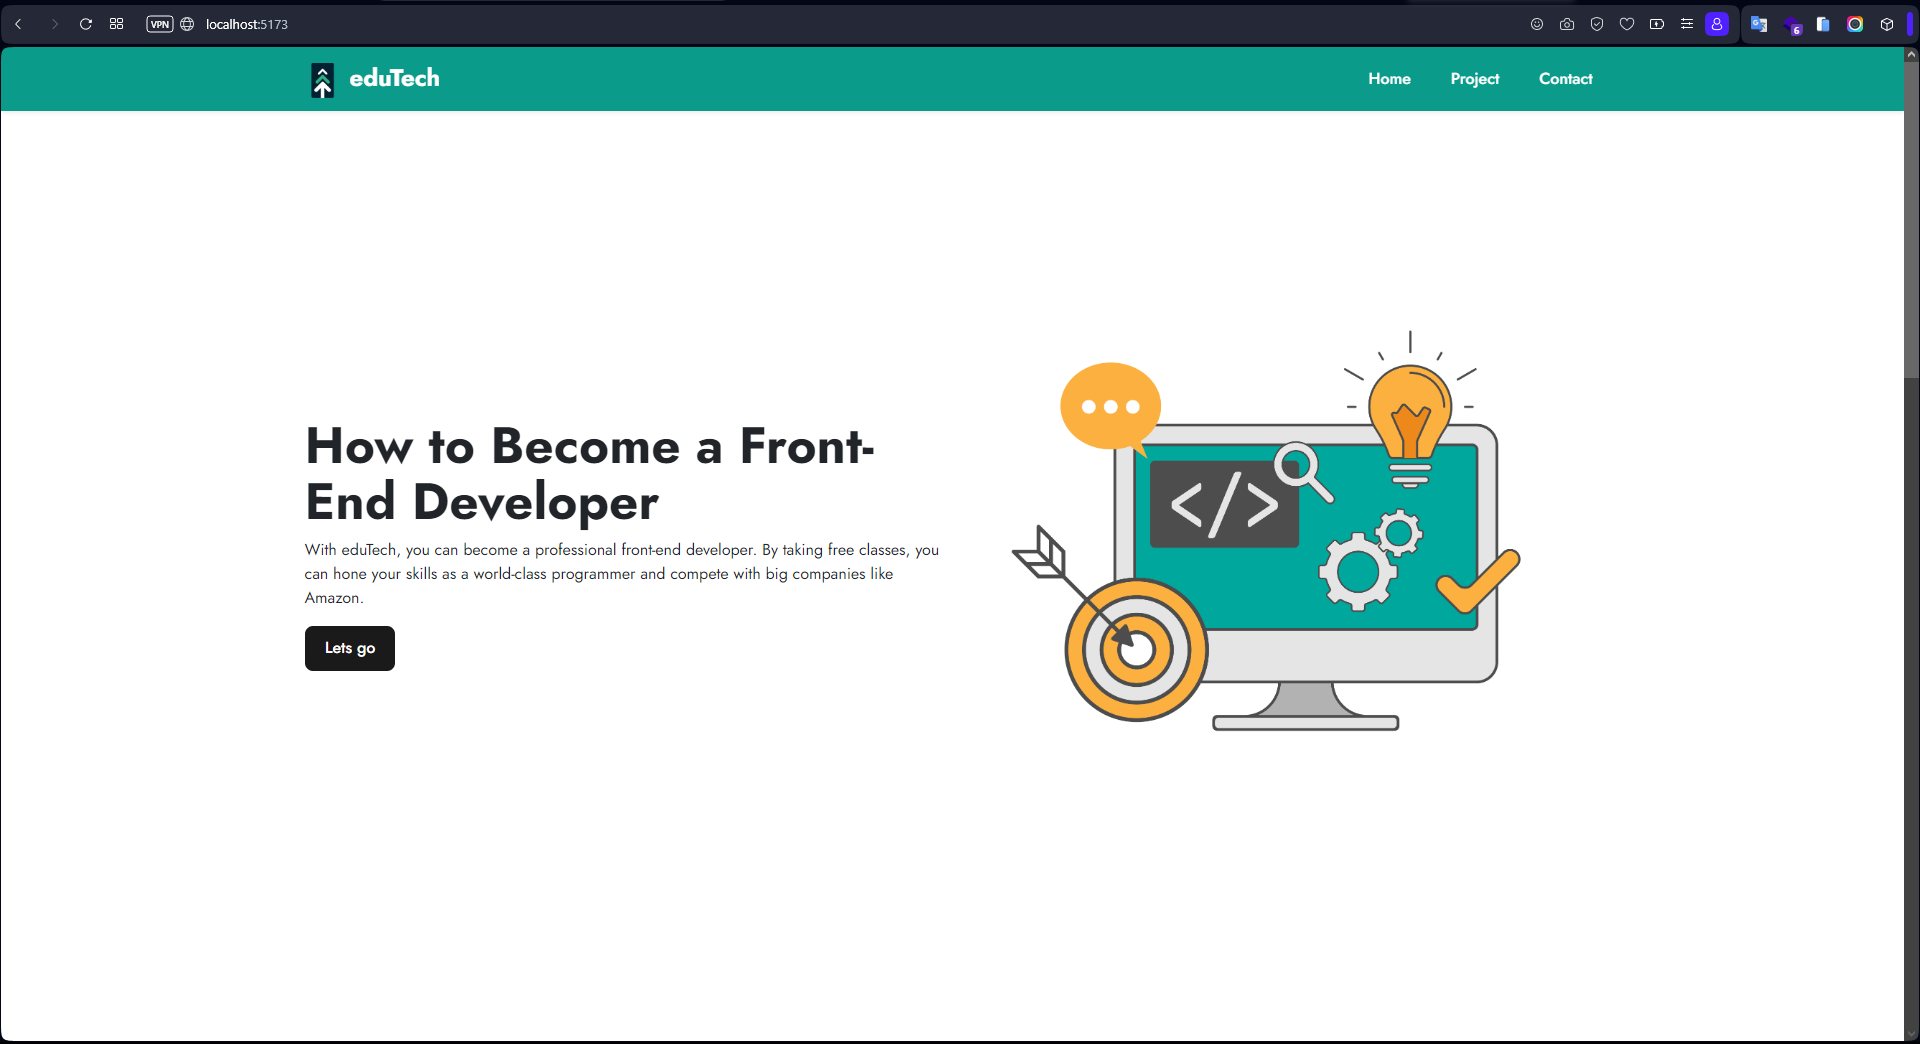 VPN
localhost:5173
6
eduTech
Home
Project
Contact
How to Become a Front-
End Developer
With eduTech, you can become a professional front-end developer. By taking free classes, you
can hone your skills as a world-class programmer and compete with big companies like
Amazon.
Lets go
</>